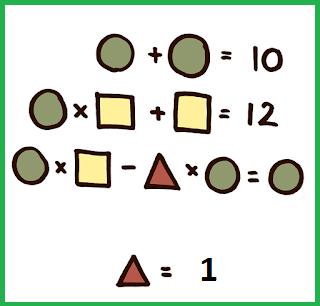 + = 10
× + = 12
× - × =
= 1